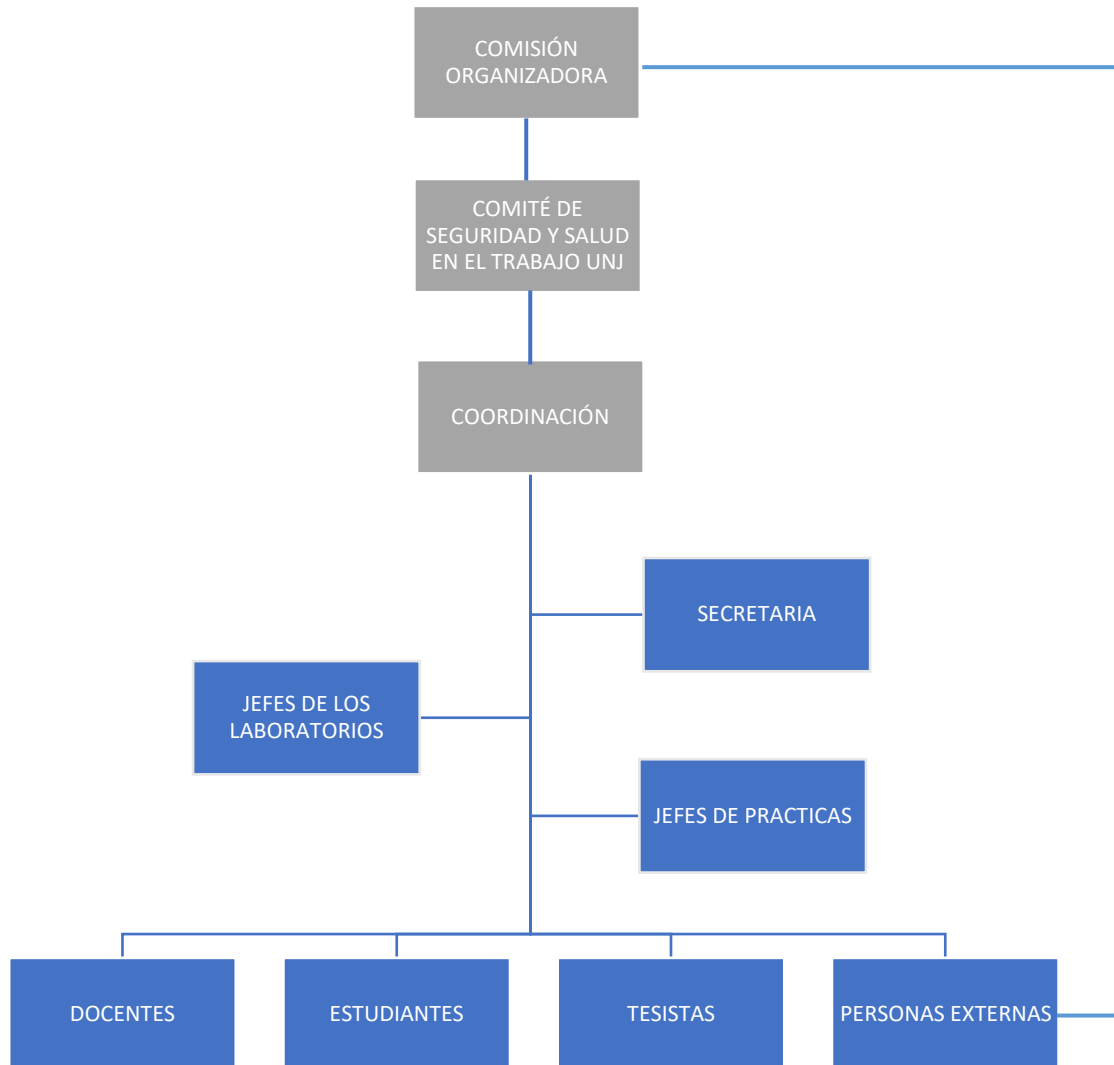 COMISIÓN
ORGANIZADORA
COMITÉ DE
SEGURIDAD Y SALUD
EN EL TRABAJO UNJ
COORDINACIÓN
SECRETARIA
JEFES DE LOS
LABORATORIOS
JEFES DE PRACTICAS
DOCENTES
ESTUDIANTES
TESISTAS
PERSONAS EXTERNAS